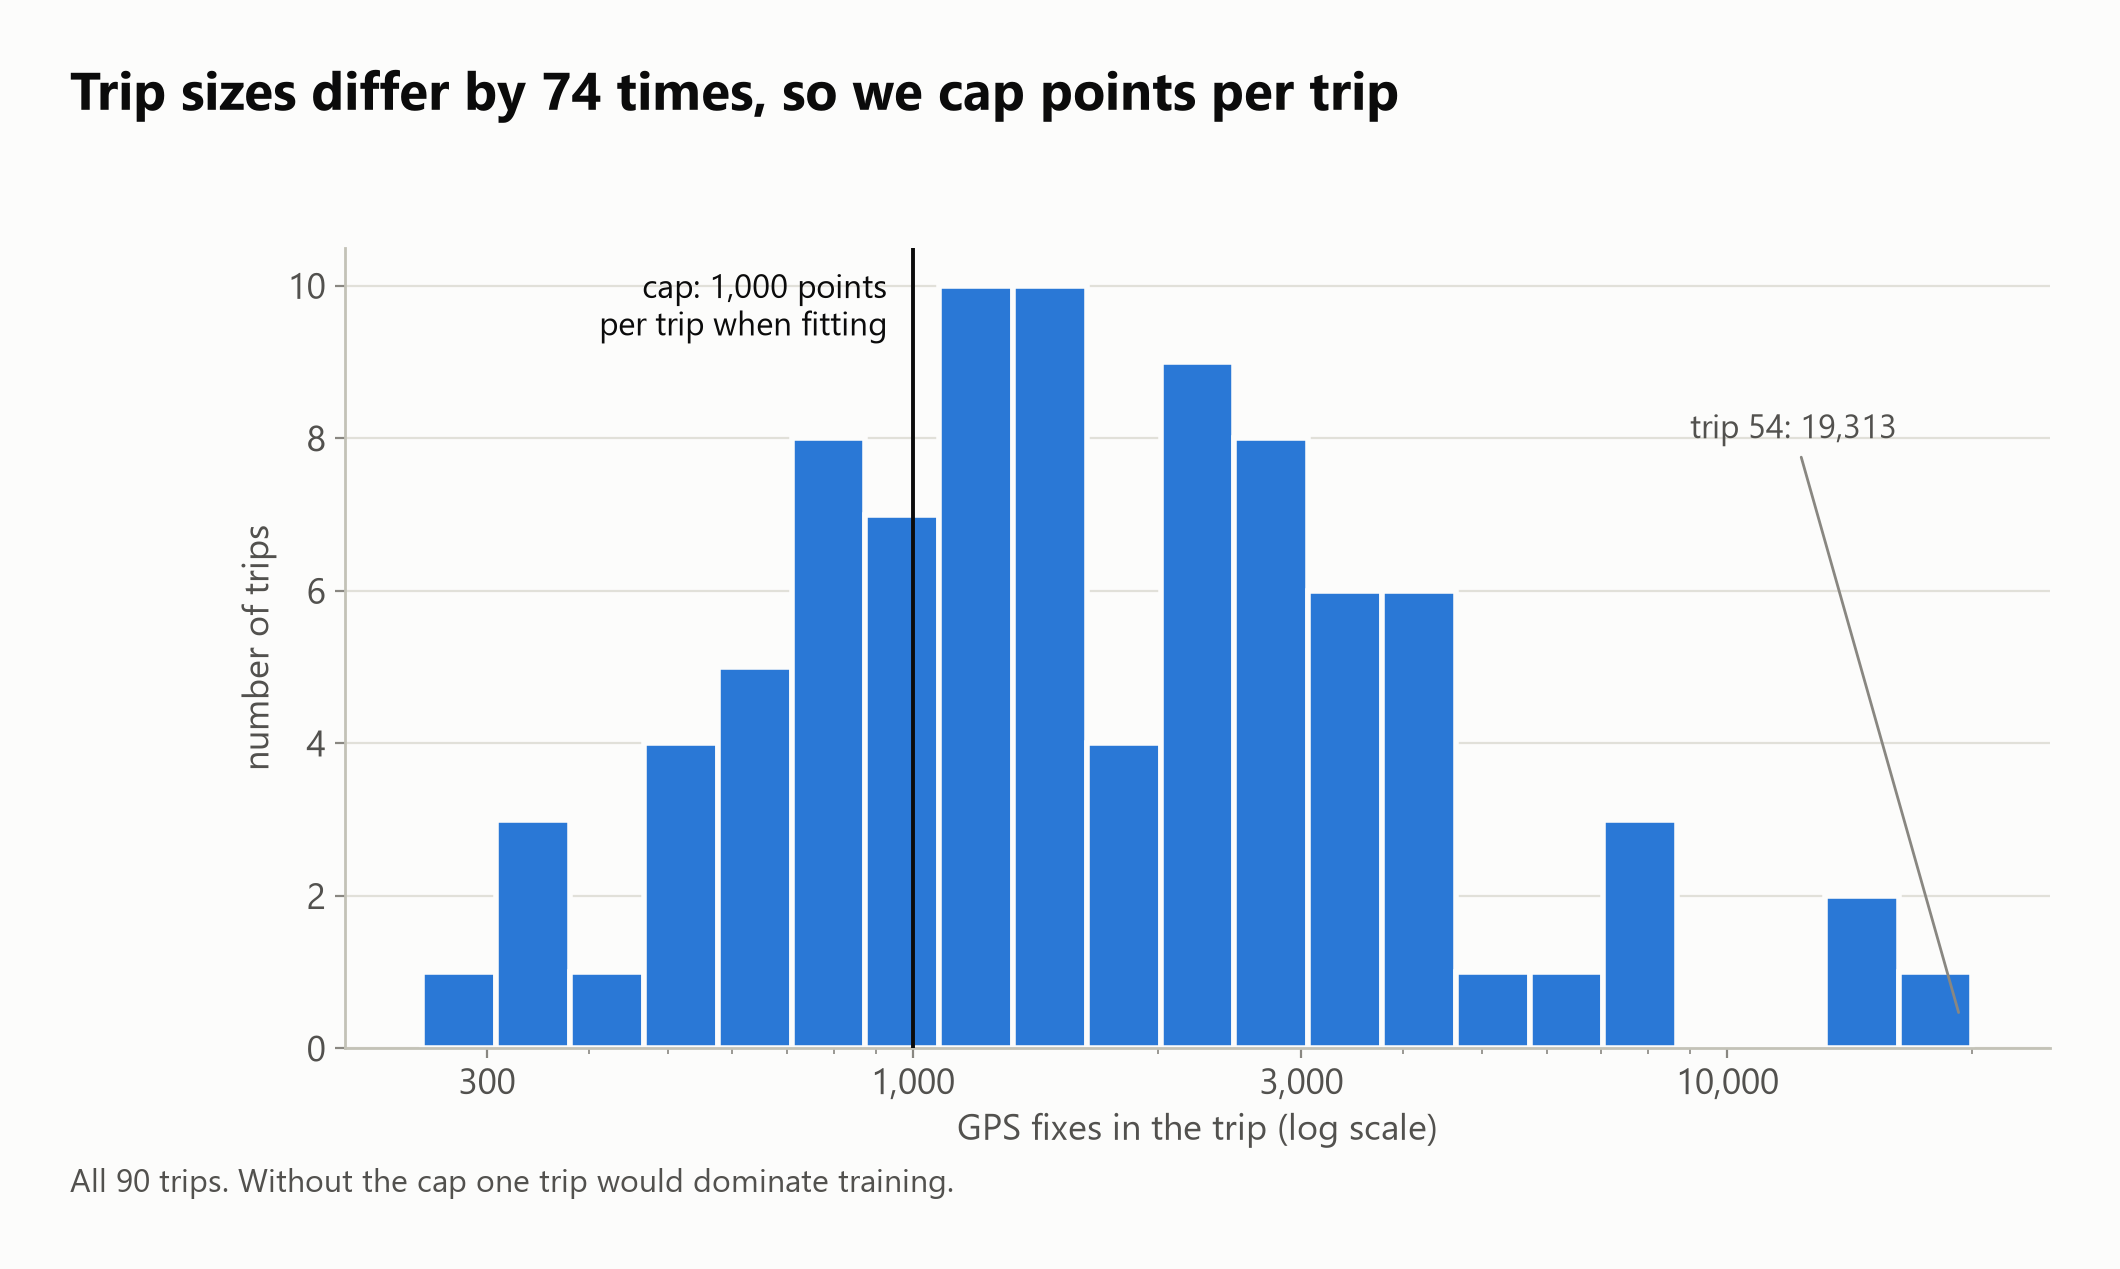 Trip sizes differ by 74 times, so we cap points per trip
cap: 1,000 points
per trip when fitting
trip 54: 19,313
number of trips
10
8
6
4
2
0
300
1,000
3,000
10,000
GPS fixes in the trip (log scale)
All 90 trips. Without the cap one trip would dominate training.